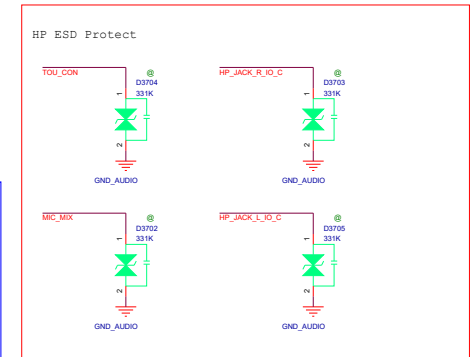 HP ESD Protect
TOU_CON
@
D3704
331K
1
2
GND_AUDIO
HP_JACK_R_IO_C
@
D3703
331K
1
2
GND_AUDIO
MIC_MIX
@
D3702
331K
1
2
GND_AUDIO
HP_JACK_L_IO_C
@
D3705
331K
1
2
GND_AUDIO